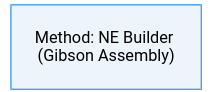 Method: NE Builder
(Gibson Assembly)